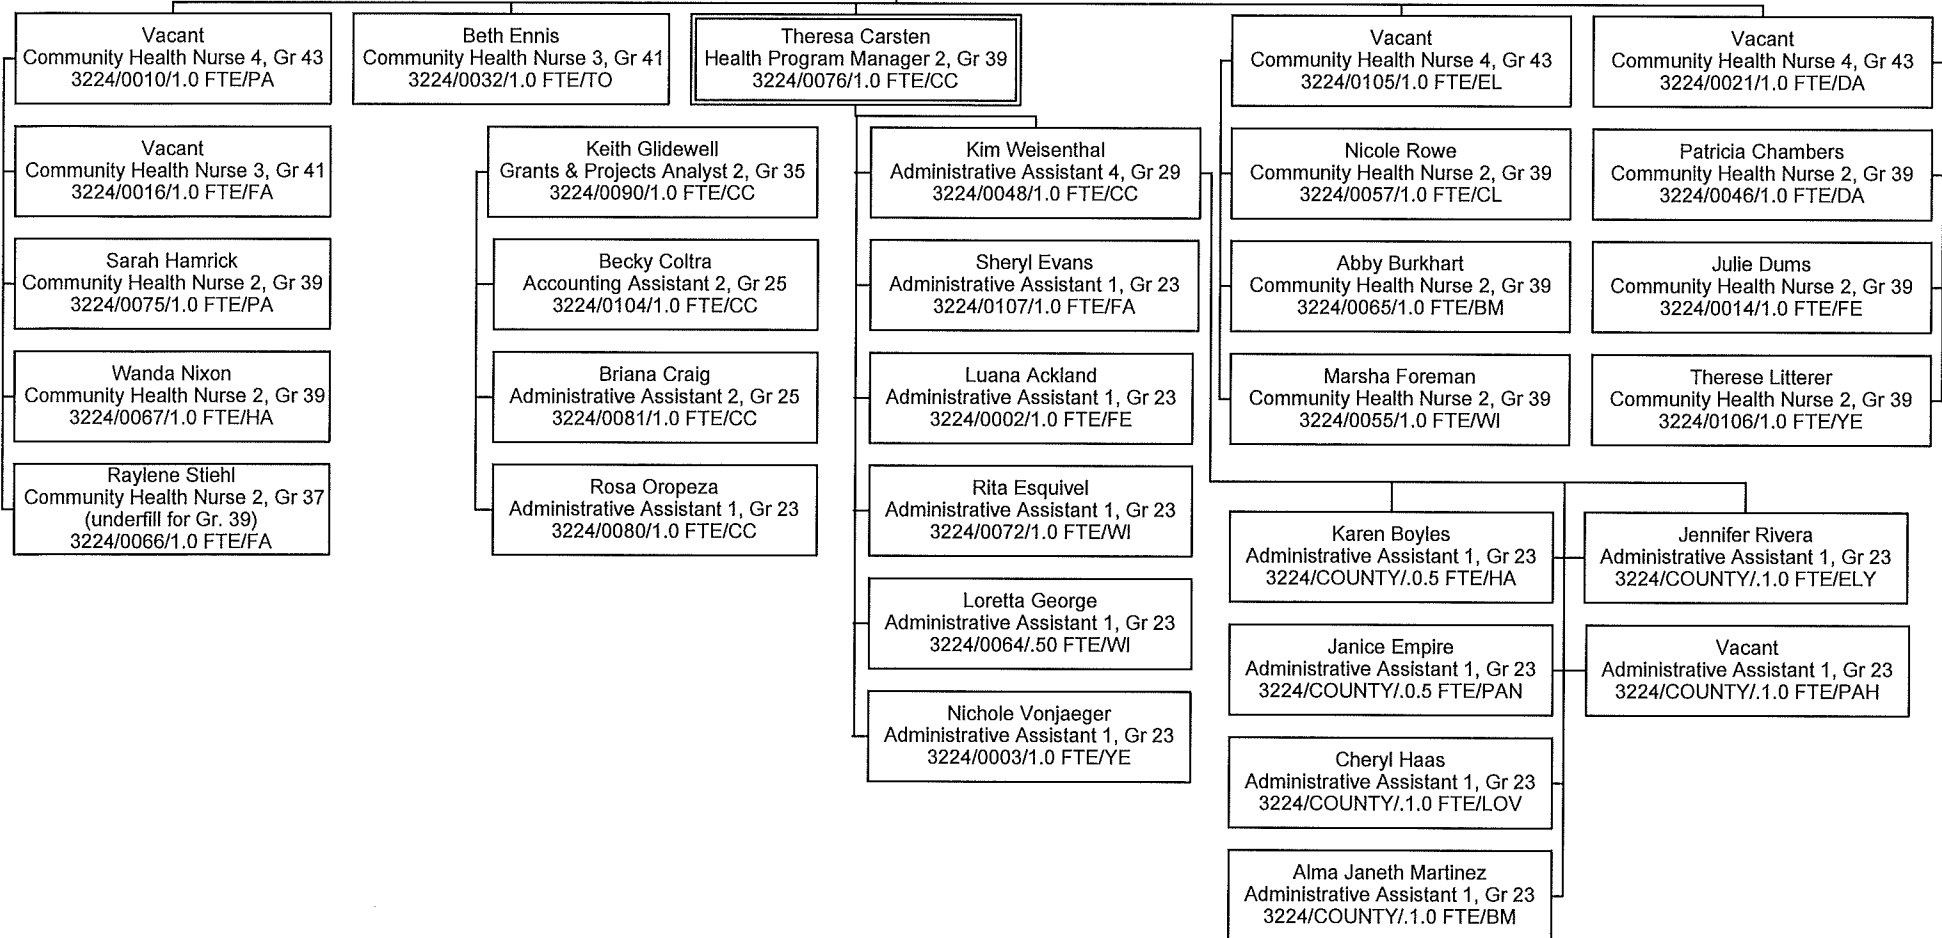 Vacant
Community Health Nurse 4, Gr 43
3224/0010/1.0 FTE/PA
Beth Ennis
Community Health Nurse 3, Gr 41
3224/0032/1.0 FTE/TO
Theresa Carsten
Health Program Manager 2, Gr 39
3224/0076/1.0 FTE/CC
Vacant
Community Health Nurse 4, Gr 43
3224/0105/1.0 FTE/EL
Vacant
Community Health Nurse 4, Gr 43
3224/0021/1.0 FTE/DA
Vacant
Community Health Nurse 3, Gr 41
3224/0016/1.0 FTE/FA
Keith Glidewell
Grants & Projects Analyst 2, Gr 35
3224/0090/1.0 FTE/CC
Kim Weisenthal
Administrative Assistant 4, Gr 29
3224/0048/1.0 FTE/CC
Nicole Rowe
Community Health Nurse 2, Gr 39
3224/0057/1.0 FTE/CL
Patricia Chambers
Community Health Nurse 2, Gr 39
3224/0046/1.0 FTE/DA
Sarah Hamrick
Community Health Nurse 2, Gr 39
3224/0075/1.0 FTE/PA
Becky Coltra
Accounting Assistant 2, Gr 25
3224/0104/1.0 FTE/CC
Sheryl Evans
Administrative Assistant 1, Gr 23
3224/0107/1.0 FTE/FA
Abby Burkhart
Community Health Nurse 2, Gr 39
3224/0065/1.0 FTE/BM
Julie Dums
Community Health Nurse 2, Gr 39
3224/0014/1.0 FTE/FE
Wanda Nixon
Community Health Nurse 2, Gr 39
3224/0067/1.0 FTE/HA
Briana Craig
Administrative Assistant 2, Gr 25
3224/0081/1.0 FTE/CC
Luana Ackland
Administrative Assistant 1, Gr 23
3224/0002/1.0 FTE/FE
Marsha Foreman
Community Health Nurse 2, Gr 39
3224/0055/1.0 FTE/WI
Therese Litterer
Community Health Nurse 2, Gr 39
3224/0106/1.0 FTE/YE
Raylene Stiehl
Community Health Nurse 2, Gr 37
(underfill for Gr. 39)
3224/0066/1.0 FTE/FA
Rosa Oropeza
Administrative Assistant 1, Gr 23
3224/0080/1.0 FTE/CC
Rita Esquivel
Administrative Assistant 1, Gr 23
3224/0072/1.0 FTE/WI
Karen Boyles
Administrative Assistant 1, Gr 23
3224/COUNTY/.0.5 FTE/HA
Jennifer Rivera
Administrative Assistant 1, Gr 23
3224/COUNTY/.1.0 FTE/ELY
Loretta George
Administrative Assistant 1, Gr 23
3224/0064/.50 FTE/WI
Janice Empire
Administrative Assistant 1, Gr 23
3224/COUNTY/.0.5 FTE/PAN
Vacant
Administrative Assistant 1, Gr 23
3224/COUNTY/.1.0 FTE/PAH
Nichole Vonjaeger
Administrative Assistant 1, Gr 23
3224/0003/1.0 FTE/YE
Cheryl Haas
Administrative Assistant 1, Gr 23
3224/COUNTY/.1.0 FTE/LOV
Alma Janeth Martinez
Administrative Assistant 1, Gr 23
3224/COUNTY/.1.0 FTE/BM